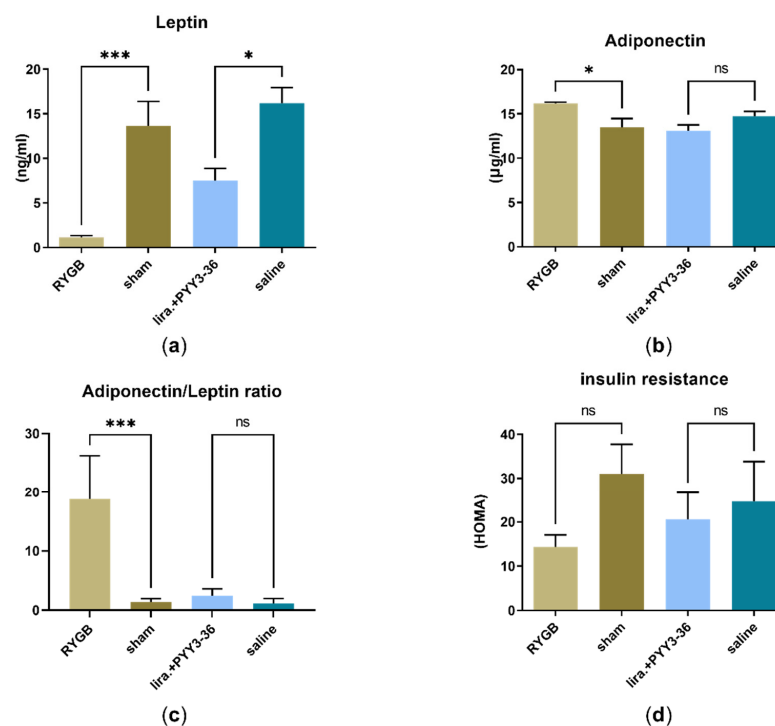 Leptin
***
*
20
15
10
5
0
(ng/ml)
RYGB
sham
lira.+PYY3-36
saline
(a)
Adiponectin
*
ns
20
15
10
5
0
(µg/ml)
RYGB
sham
lira.+PYY3-36
saline
(b)
Adiponectin/Leptin ratio
***
ns
30
20
10
0
RYGB
sham
lira.+PYY3-36
saline
(c)
insulin resistance
ns
ns
40
30
20
10
0
(HOMA)
RYGB
sham
lira.+PYY3-36
saline
(d)